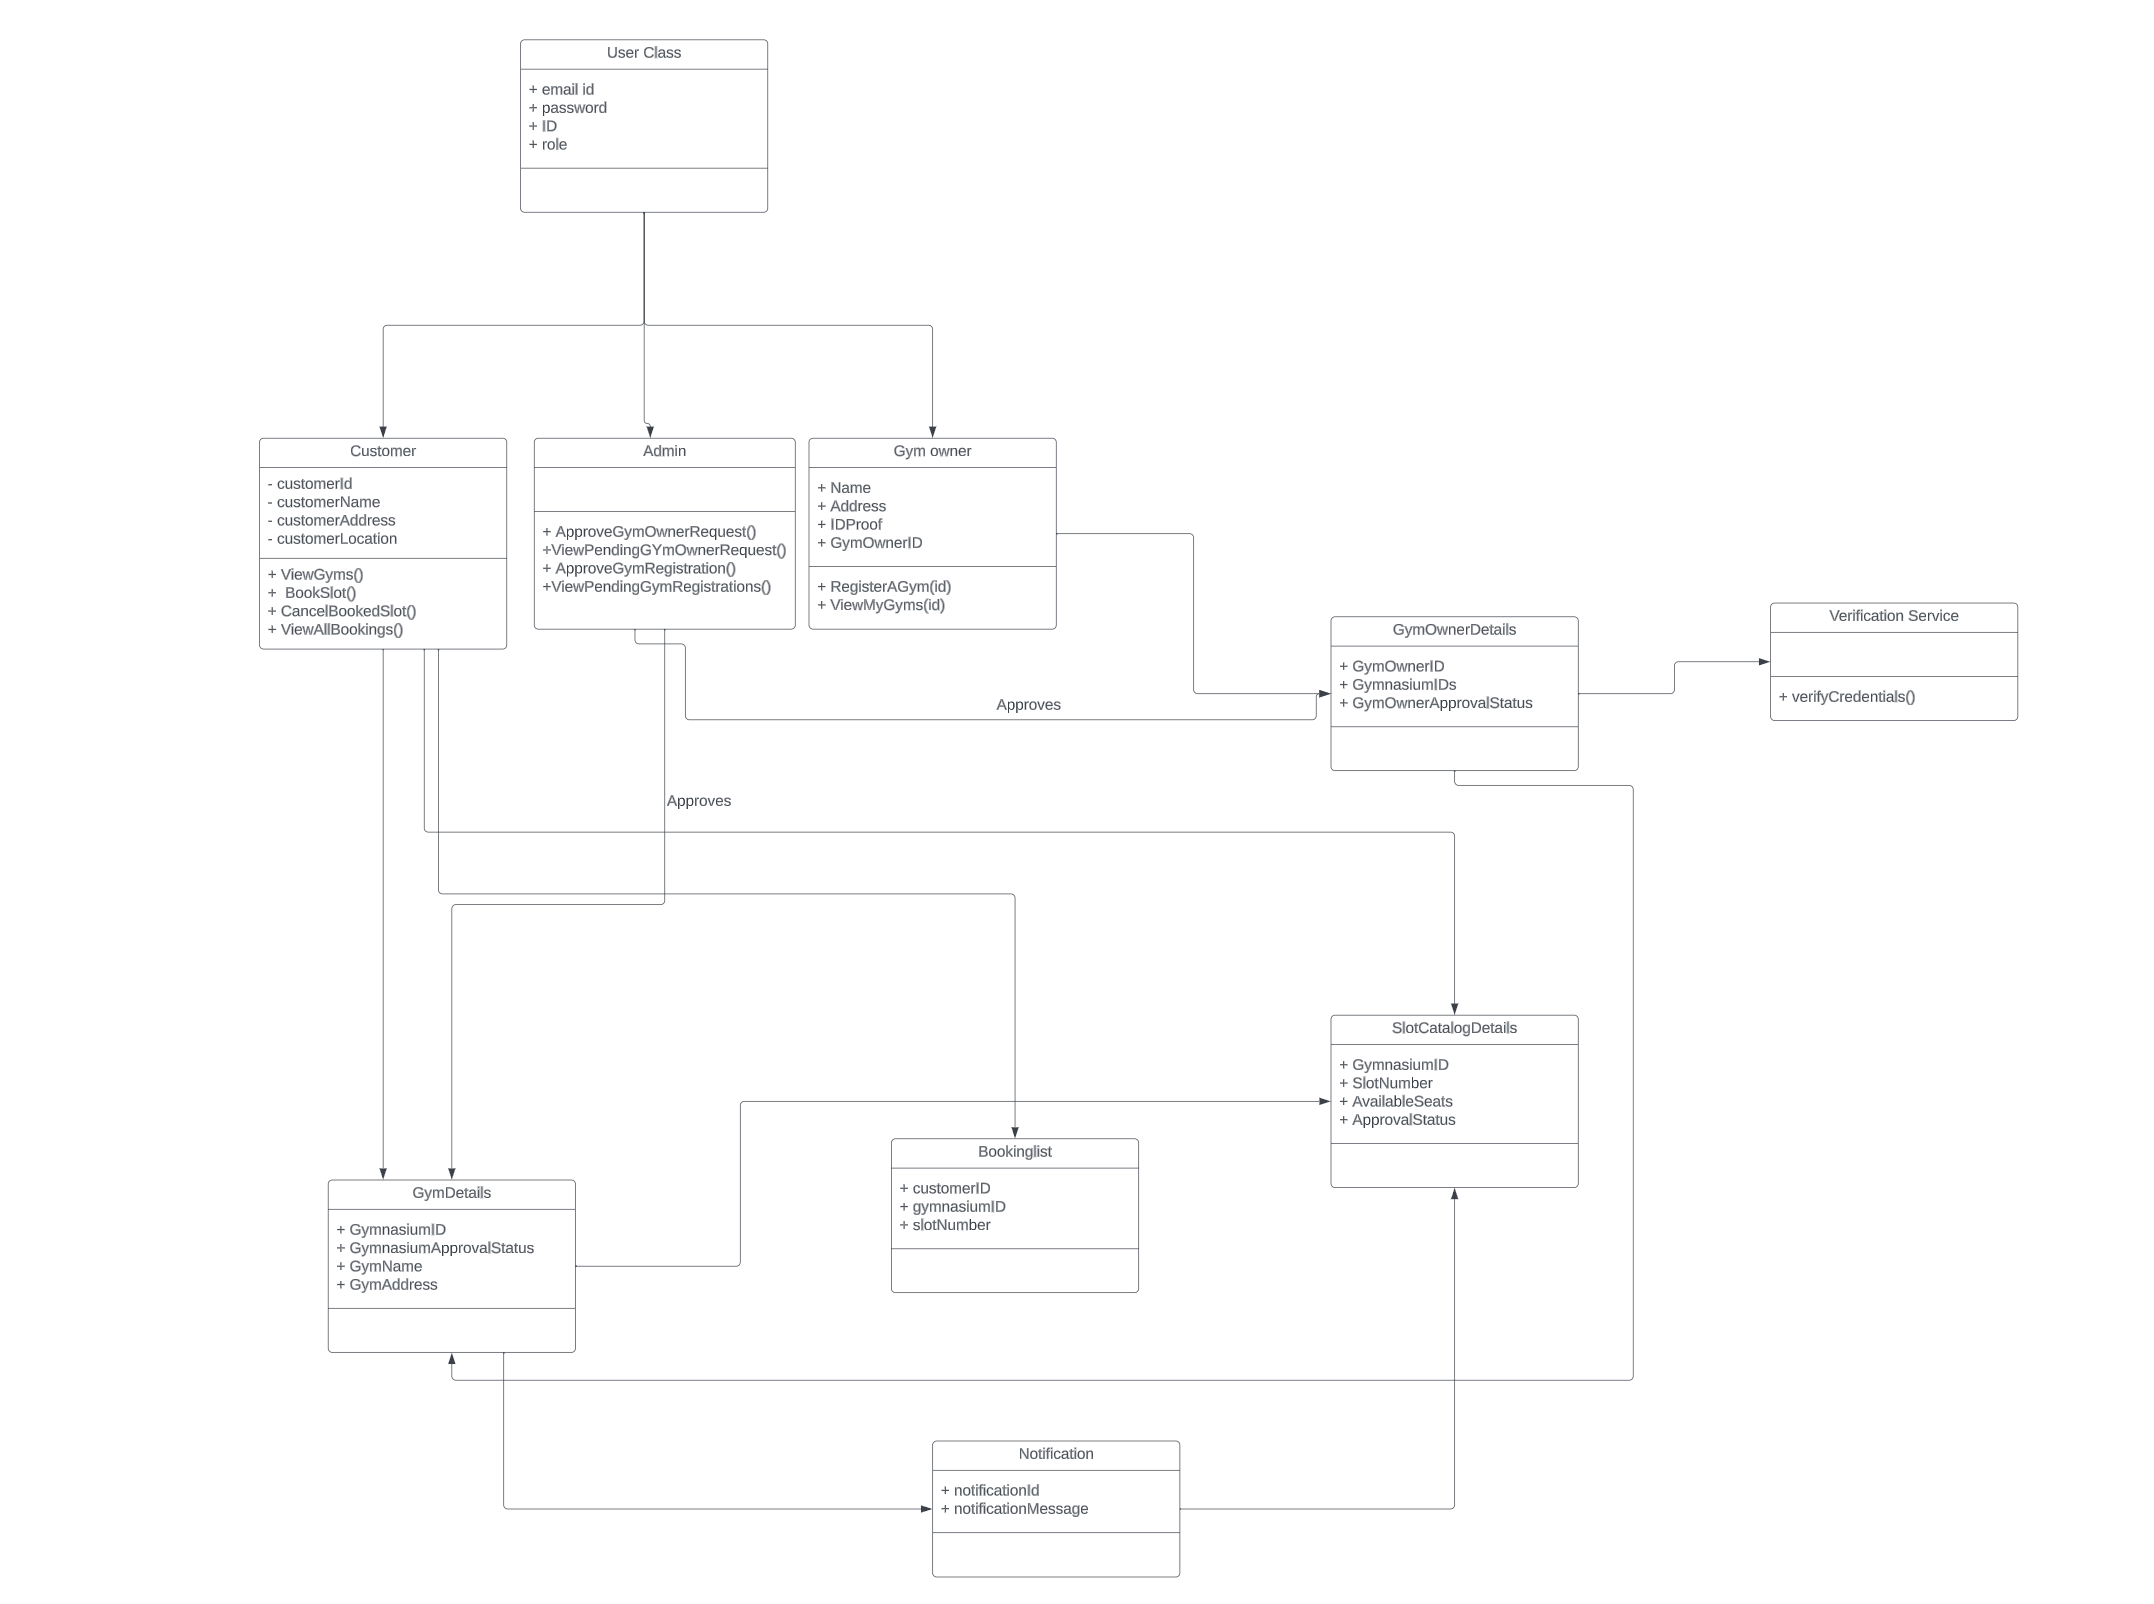 User Class
+ email id
+ password
+ ID
+ role
Customer
- customerId
- customerName
- customerAddress
- customerLocation
+ ViewGyms()
+  BookSlot()
+ CancelBookedSlot()
+ ViewAllBookings()
Admin
+ ApproveGymOwnerRequest()
+ViewPendingGYmOwnerRequest()
+ ApproveGymRegistration()
+ViewPendingGymRegistrations()
Gym owner
+ Name
+ Address
+ IDProof
+ GymOwnerID
+ RegisterAGym(id)
+ ViewMyGyms(id)
GymOwnerDetails
+ GymOwnerID
+ GymnasiumIDs
+ GymOwnerApprovalStatus
Verification Service
+ verifyCredentials()
Approves
Approves
SlotCatalogDetails
+ GymnasiumID
+ SlotNumber
+ AvailableSeats
+ ApprovalStatus
Bookinglist
+ customerID
+ gymnasiumID
+ slotNumber
GymDetails
+ GymnasiumID
+ GymnasiumApprovalStatus
+ GymName
+ GymAddress
Notification
+ notificationId
+ notificationMessage